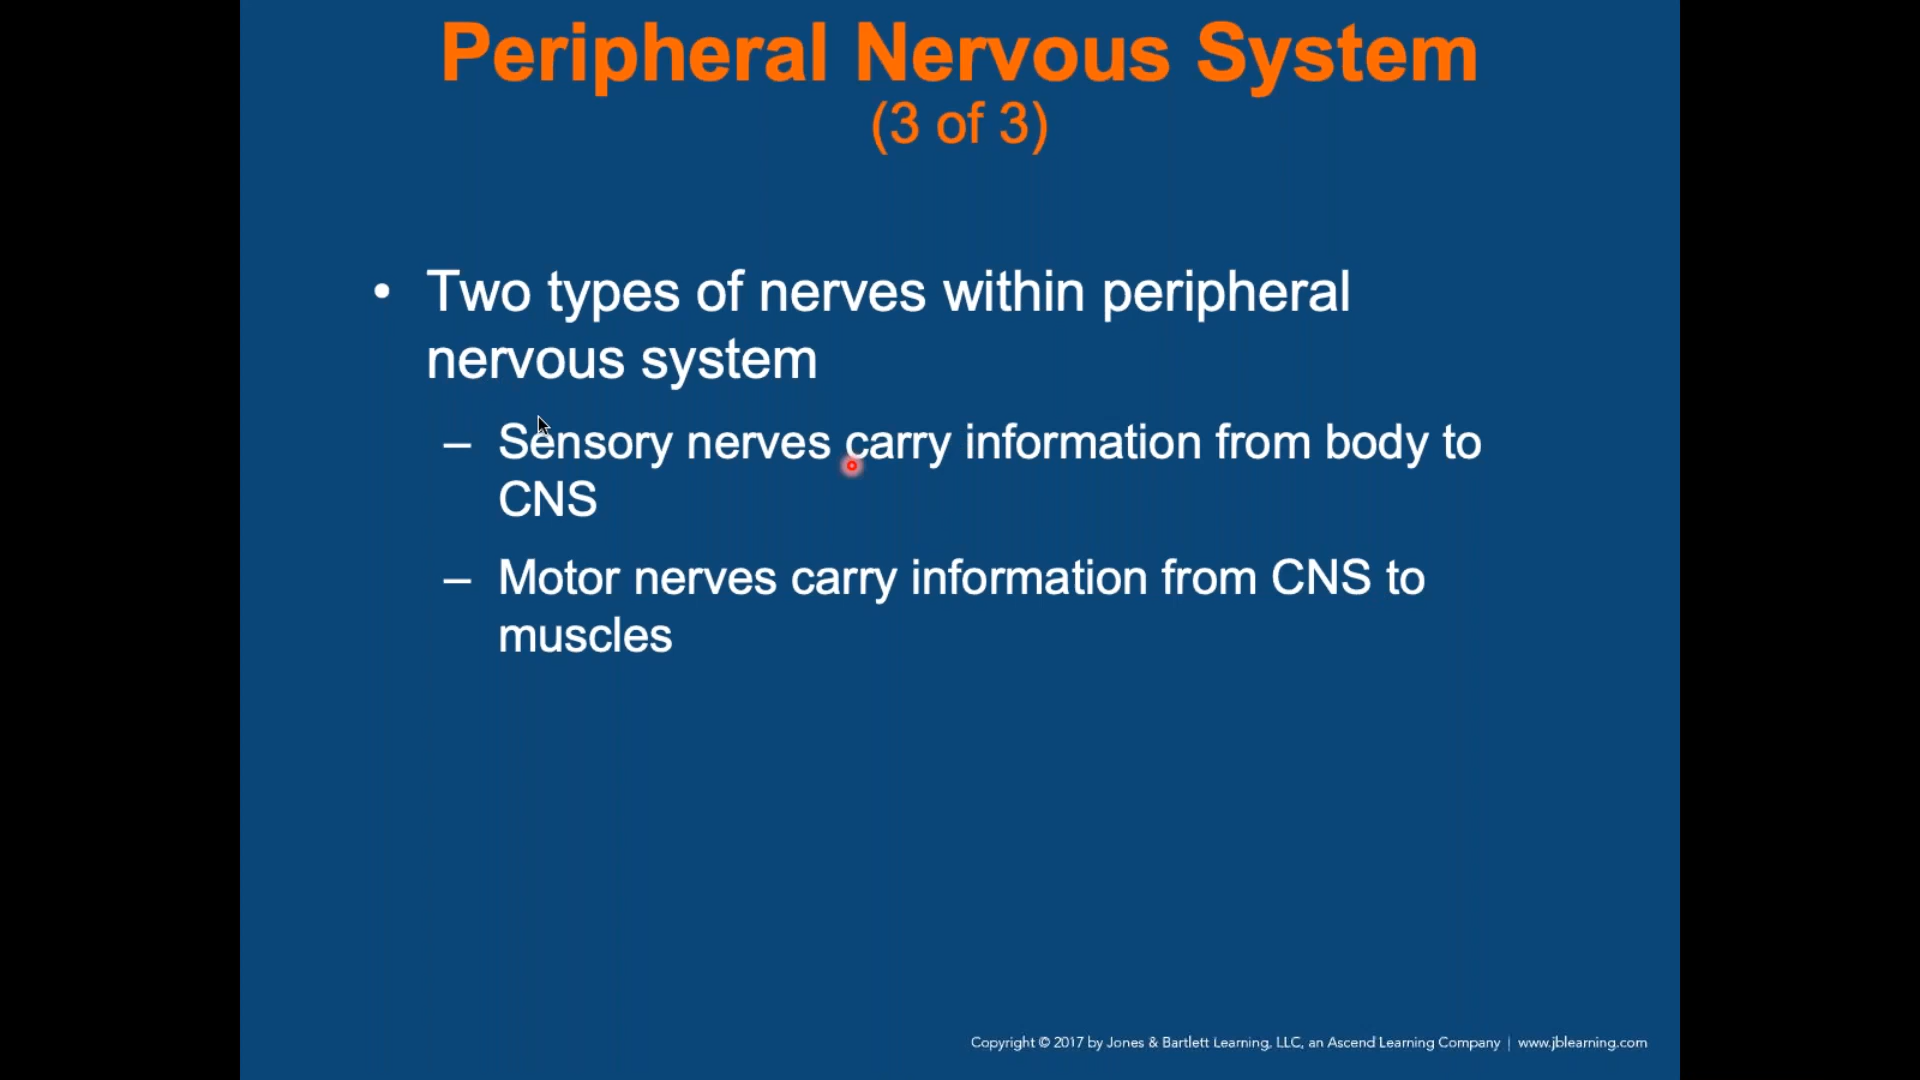 Peripheral Nervous System
(3 of 3)
• Two types of nerves within peripheral
nervous system
– Sensory nerves carry information from body to
CNS
– Motor nerves carry information from CNS to
muscles
Copyright © 2017 by Jones & Bartlett Learning, LLC, an Ascend Learning Company | www.jblearning.com